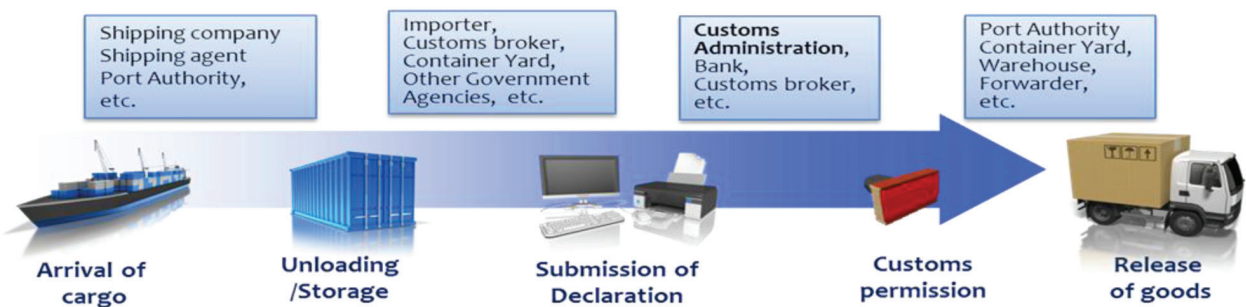 Shipping company
Shipping agent
Port Authority,
etc.
Importer,
Customs broker,
Container Yard,
Other Government
Agencies, etc.
Customs
Administration,
Bank,
Customs broker,
etc.
Port Authority
Container Yard,
Warehouse,
Forwarder,
etc.
Arrival of
cargo
Unloading
/Storage
Submission of
Declaration
Customs
permission
Release
of goods